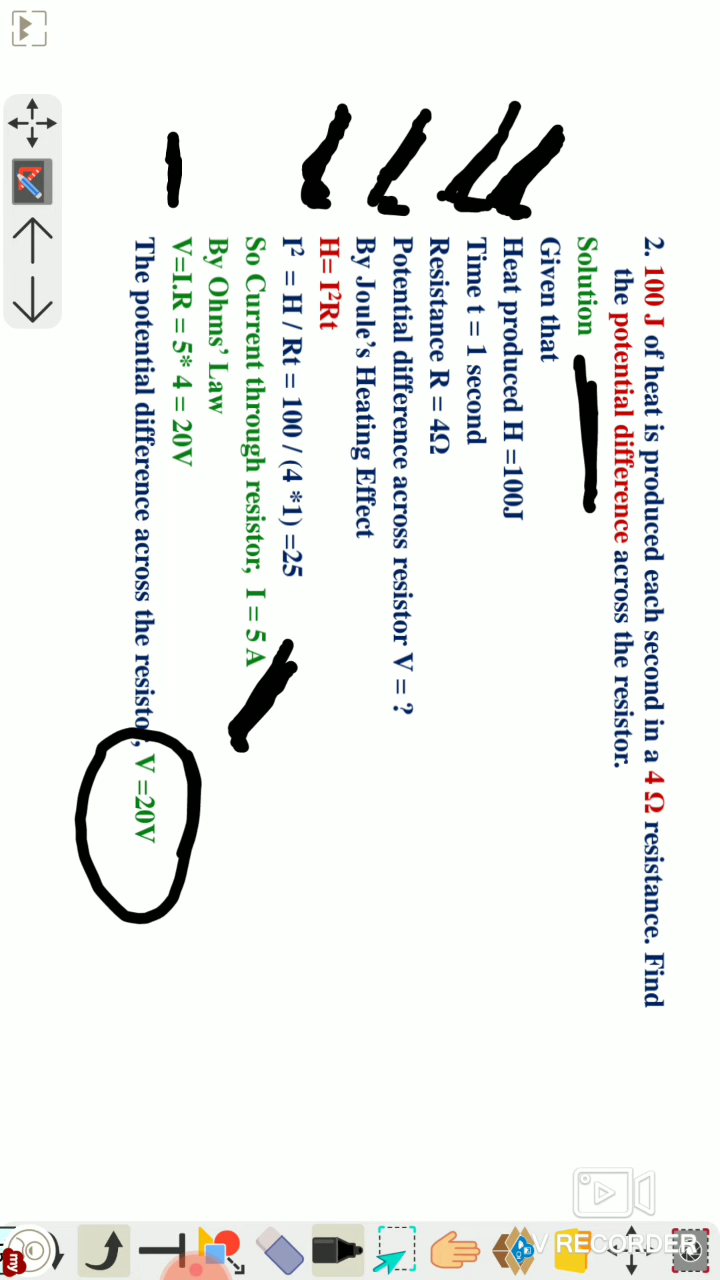 2. 100 J of heat is produced each second in a 4 Ω resistance. Find
the potential difference across the resistor.
Solution
Given that
Heat produced H =100J
Time t = 1 second
Resistance R = 4Ω
Potential difference across resistor V = ?
By Joule’s Heating Effect
H= I²Rt
I² = H / Rt = 100 / (4 *1) =25
So Current through resistor, I = 5 A
By Ohms’ Law
V=I.R = 5* 4 = 20V
The potential difference across the resistor, V =20V
V RECORDER